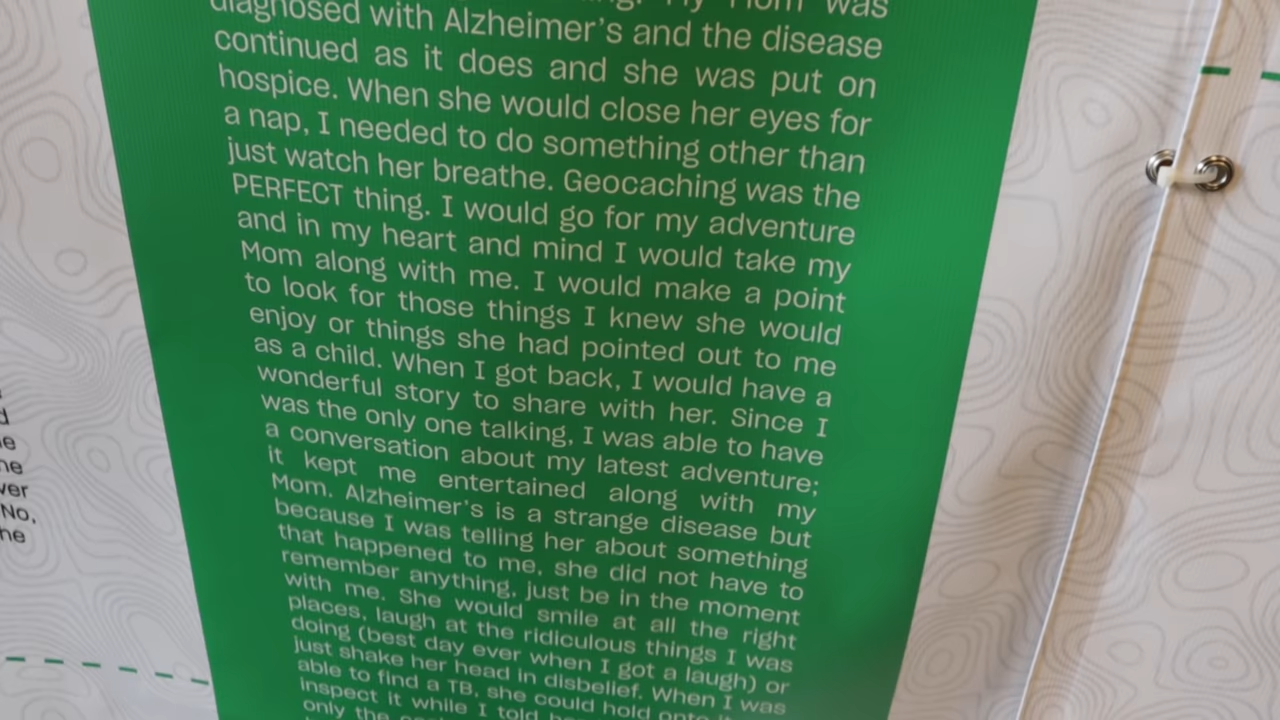 My Mom was
diagnosed with Alzheimer's and the disease
continued as it does and she was put on
hospice. When she would close her eyes for
a nap, I needed to do something other than
just watch her breathe. Geocaching was the
PERFECT thing. I would go for my adventure
and in my heart and mind I would take my
Mom along with me. I would make a point
to look for those things I knew she would
enjoy or things she had pointed out to me
as a child. When I got back, I would have a
wonderful story to share with her. Since I
was the only one talking, I was able to have
a conversation about my latest adventure;
it kept me entertained along with my
Mom. Alzheimer's is a strange disease but
because I was telling her about something
that happened to me, she did not have to
remember anything, just be in the moment
with me. She would smile at all the right
places, laugh at the ridiculous things I was
doing (best day ever when I got a laugh) or
just shake her head in disbelief. When I was
able to find a TB, she could hold onto it
inspect it while I told
only the
No,